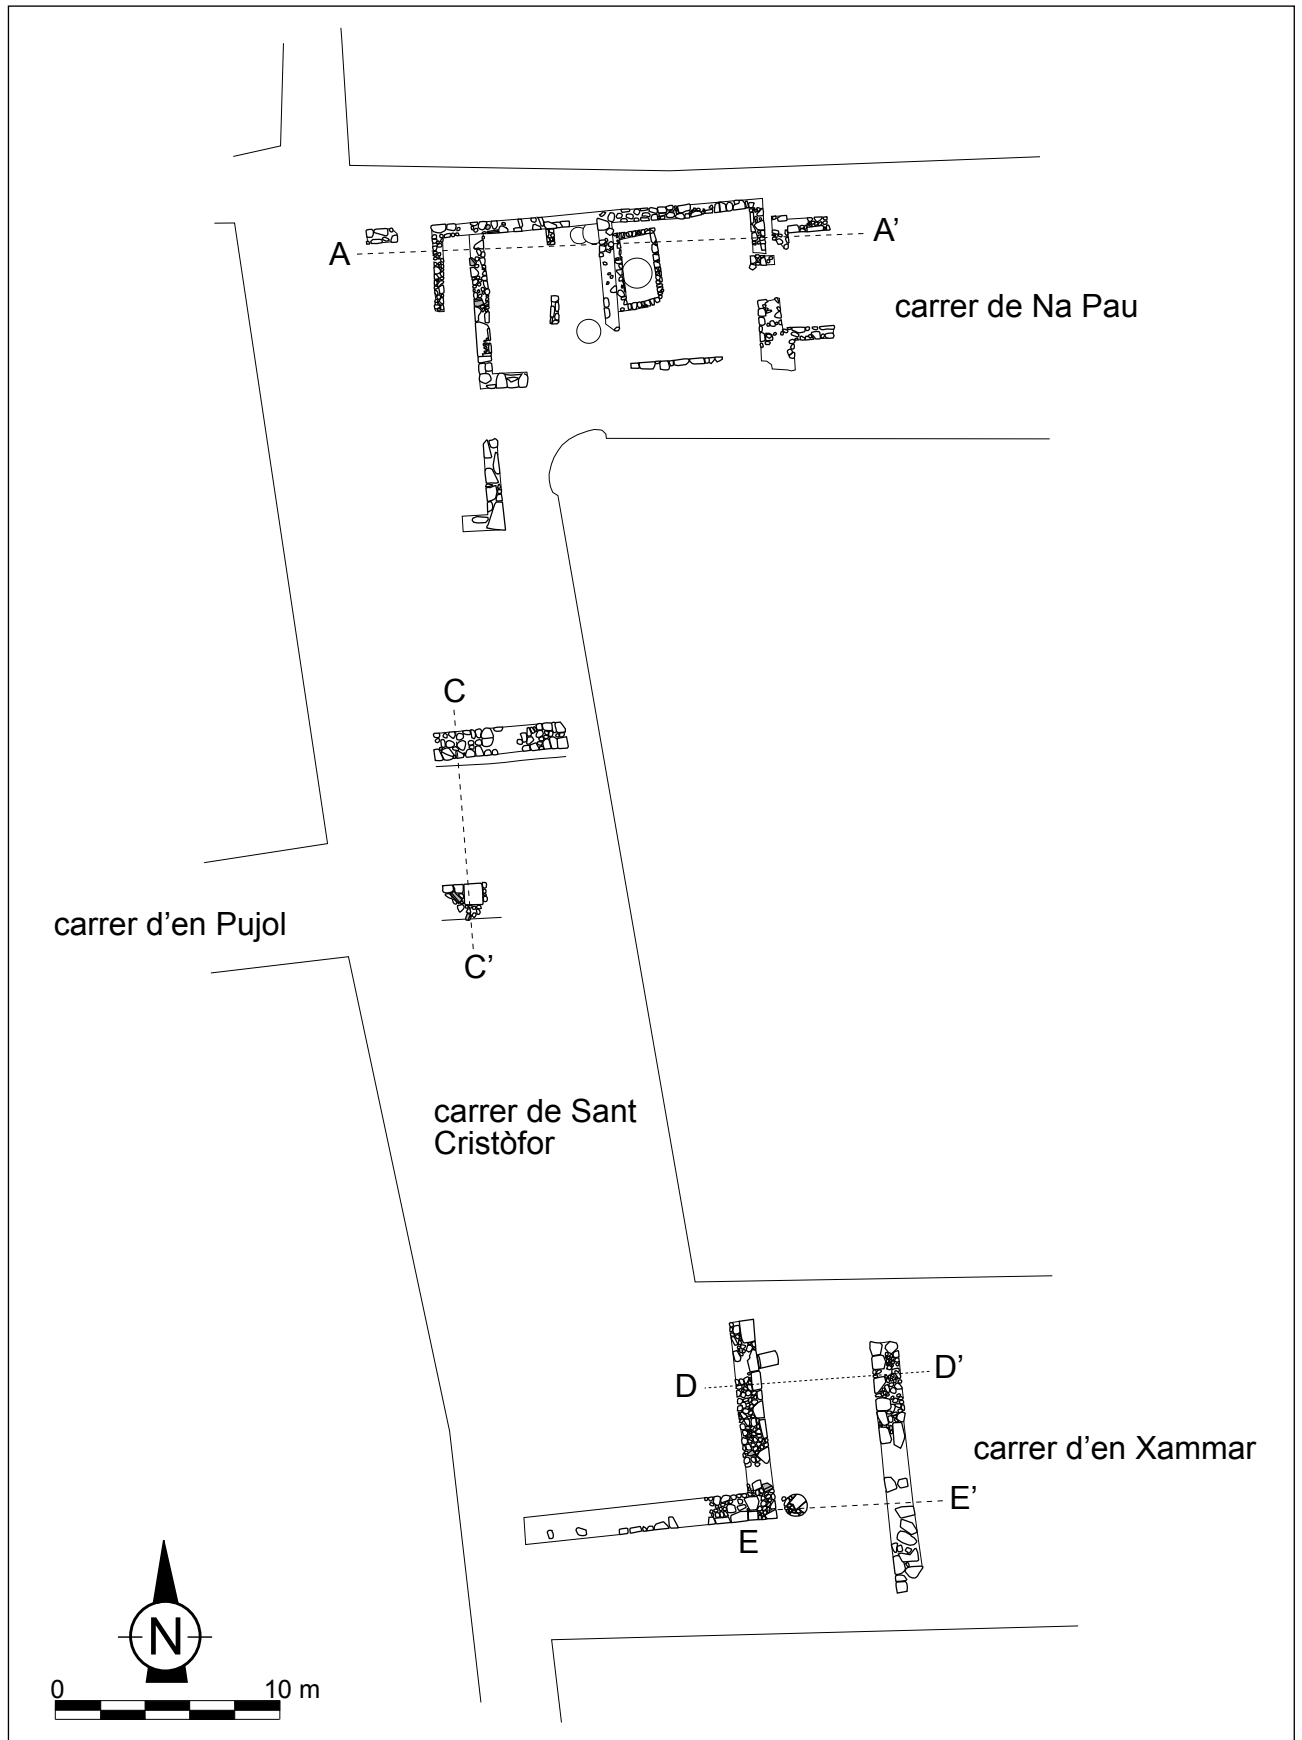 A
A’
carrer de Na Pau
C
carrer d’en Pujol
C’
carrer de Sant
Cristòfor
D
D’
carrer d’en Xammar
E’
E
N
0
10 m